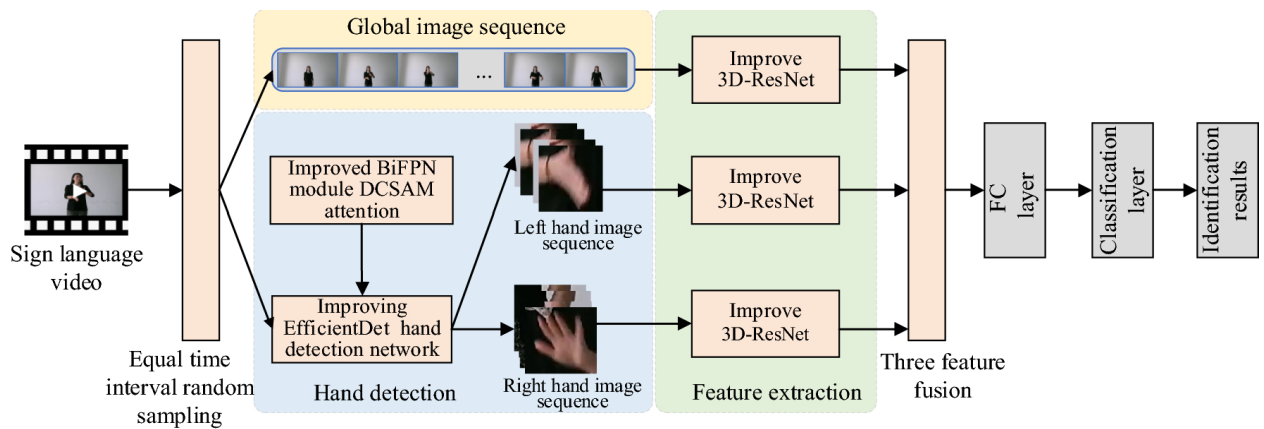 Global image sequence
...
Sign language
video
Equal time
interval random
sampling
Improved BiFPN
module DCSAM
attention
Improving
EfficientDet hand
detection network
Hand detection
Left hand image
sequence
Right hand image
sequence
Improve
3D-ResNet
Improve
3D-ResNet
Improve
3D-ResNet
Feature extraction
Three feature
fusion
FC
layer
Classification
layer
Identification
results